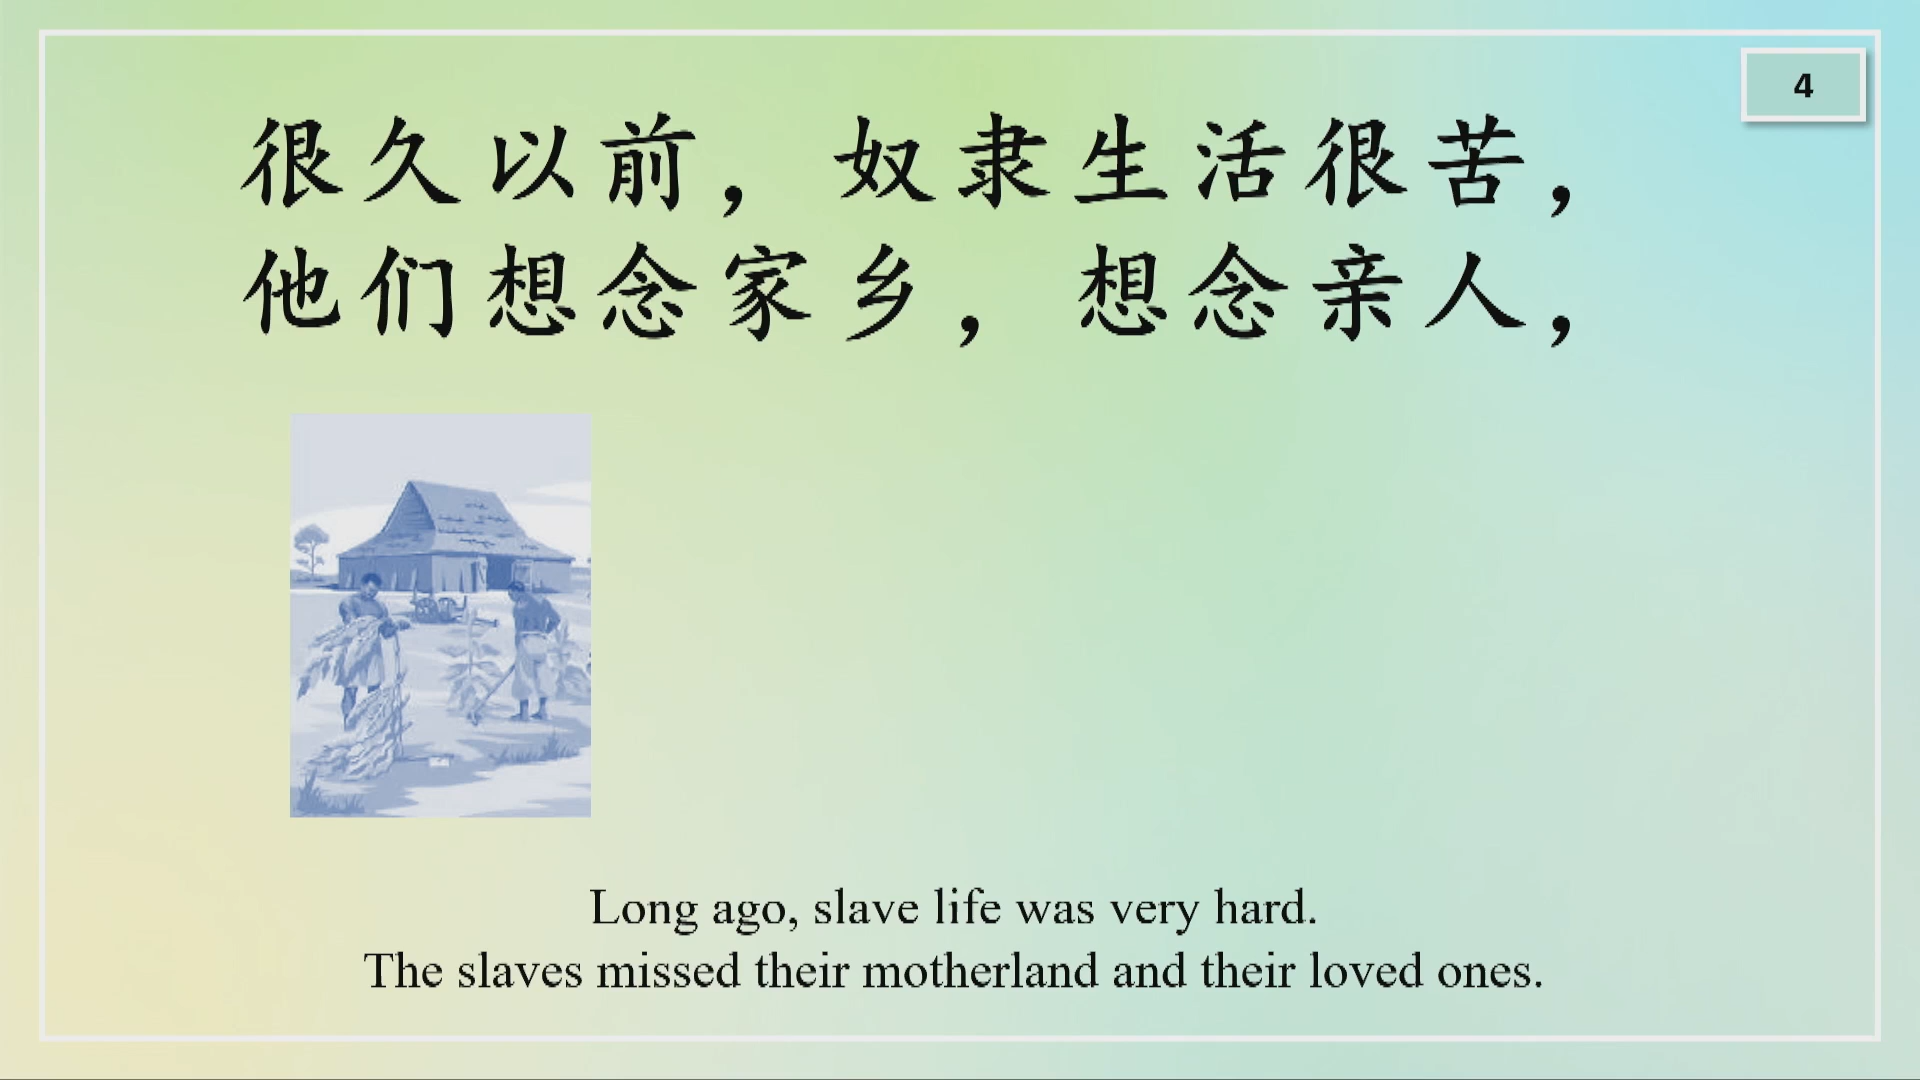 4
很久以前，奴隶生活很苦，
他们想念家乡，想念亲人，
Long ago, slave life was very hard.
The slaves missed their motherland and their loved ones.